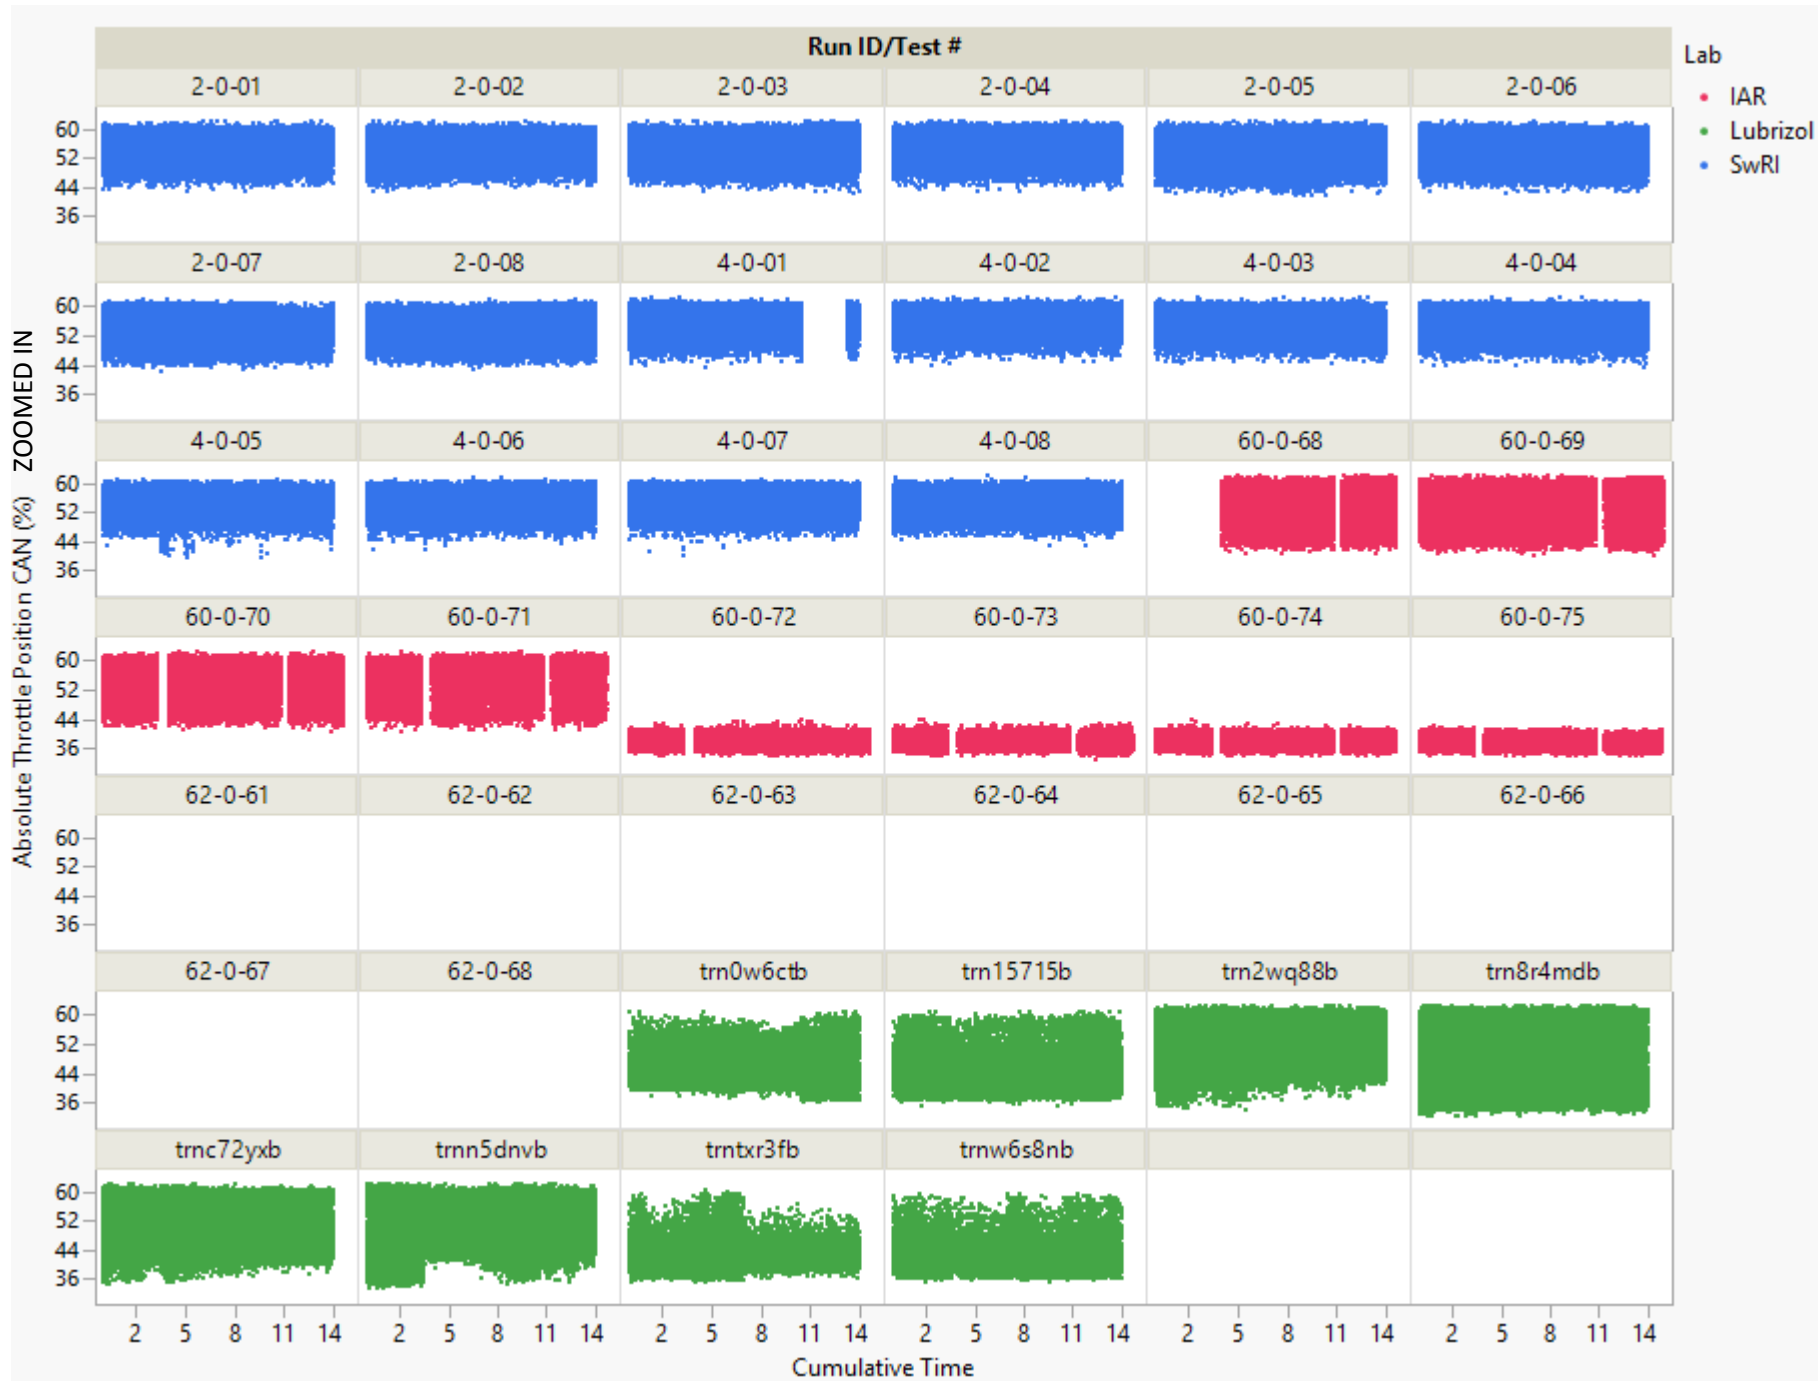 Run ID/Test #
2-0-01 2-0-02 2-0-03 2-0-04 2-0-05 2-0-06
60
52
44
36
2-0-07 2-0-08 4-0-01 4-0-02 4-0-03 4-0-04
60
52
44
36
4-0-05 4-0-06 4-0-07 4-0-08 60-0-68 60-0-69
60
52
44
36
60-0-70 60-0-71 60-0-72 60-0-73 60-0-74 60-0-75
60
52
44
36
62-0-61 62-0-62 62-0-63 62-0-64 62-0-65 62-0-66
60
52
44
36
62-0-67 62-0-68 trn0w6ctb trn15715b trn2wq88b trn8r4mdb
60
52
44
36
trnc72yxb trnn5dnvb trntxr3fb trnw6s8nb
60
52
44
36
2 5 8 11 14 2 5 8 11 14 2 5 8 11 14 2 5 8 11 14 2 5 8 11 14 2 5 8 11 14
Cumulative Time
Absolute Throttle Position CAN (%) ZOOMED IN
Lab
IAR
Lubrizol
SwRI